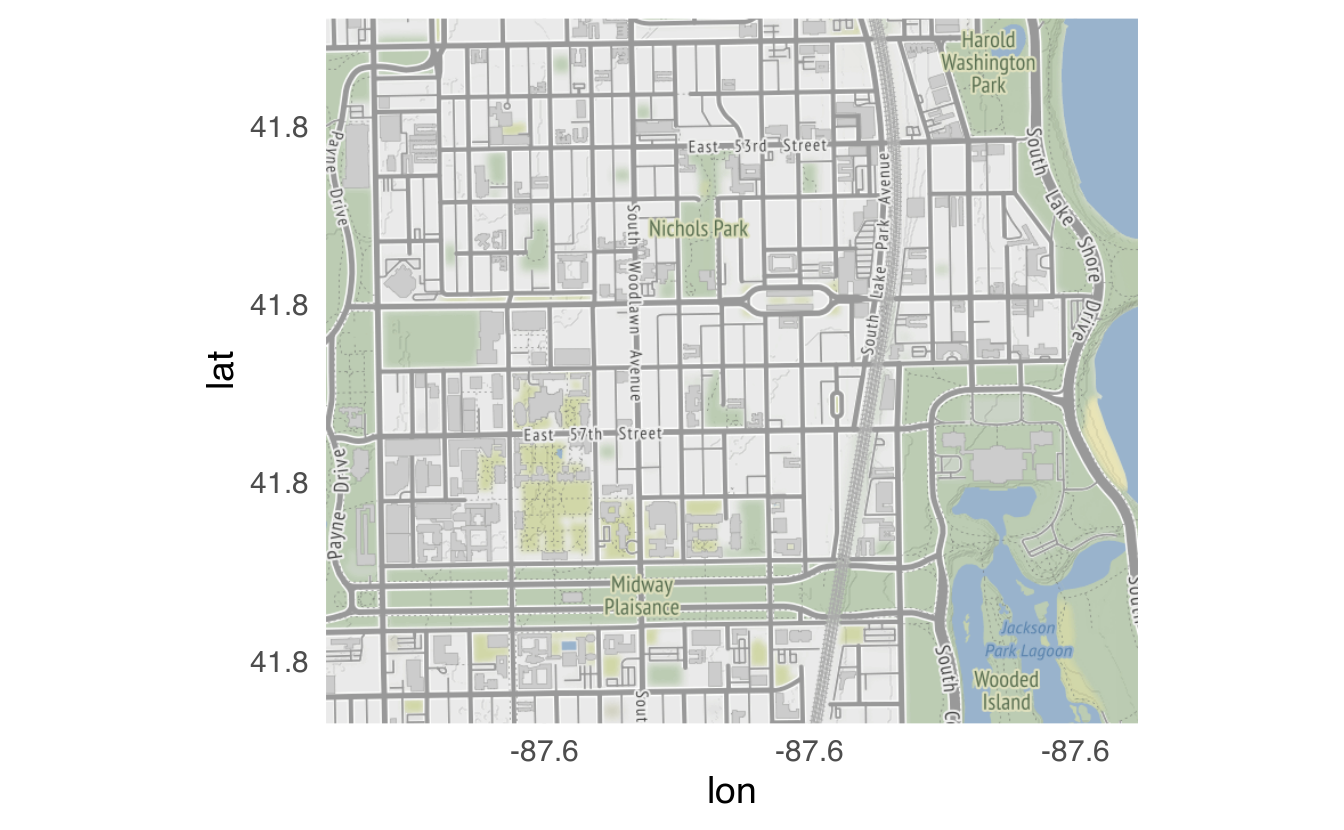 Harold
Washington
Park
41.8
East 53rd Street
Payne Drive
South Lake Shore Drive
South Lake Park Avenue
South Woodlawn Avenue
Nichols Park
41.8
lat
East 57th Street
41.8
Payne Drive
Midway
Plaisance
South
Jackson
Park Lagoon
41.8
South
Wooded
Island
-87.6
-87.6
-87.6
lon